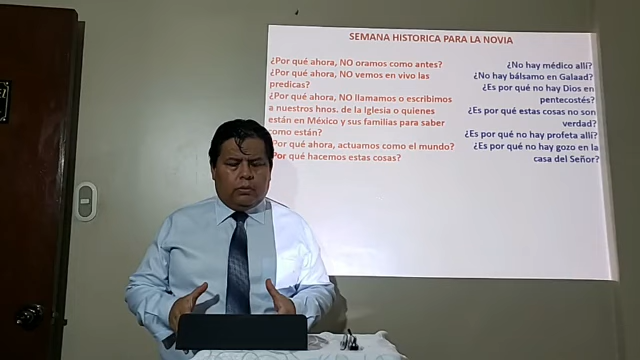 SEMANA HISTORICA PARA LA NOVIA
¿Por qué ahora, NO oramos como antes?
¿Por qué ahora, NO vemos en vivo las
predicas?
¿Por qué ahora, NO llamamos o escribimos
a nuestros hnos. de la Iglesia o quienes
están en México y sus familias para saber
como están?
Por qué ahora, actuamos como el mundo?
Por qué hacemos estas cosas?
¿No hay médico allí?
¿No hay bálsamo en Galaad?
¿Es por qué no hay Dios en
pentecostés?
¿Es por qué estas cosas no son
verdad?
¿Es por qué no hay profeta allí?
¿Es por qué no hay gozo en la
casa del Señor?